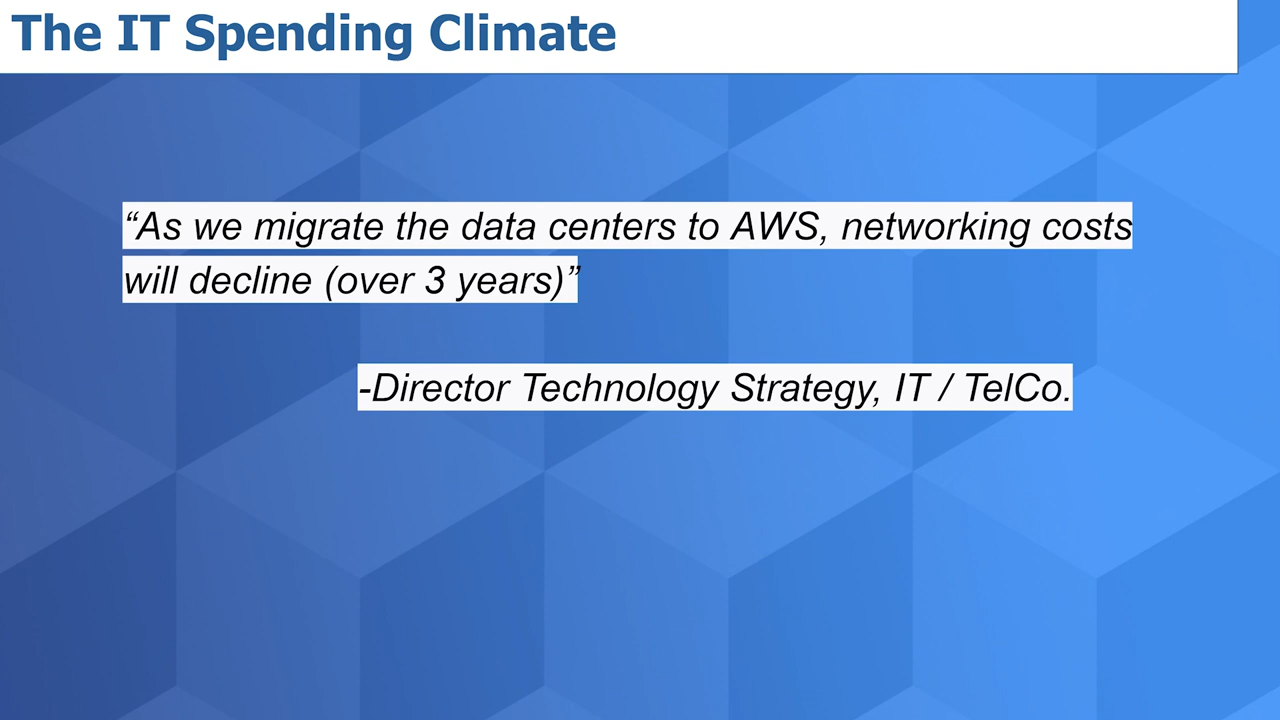 The IT Spending Climate
“As we migrate the data centers to AWS, networking costs
will decline (over 3 years)”
-Director Technology Strategy, IT / TelCo.